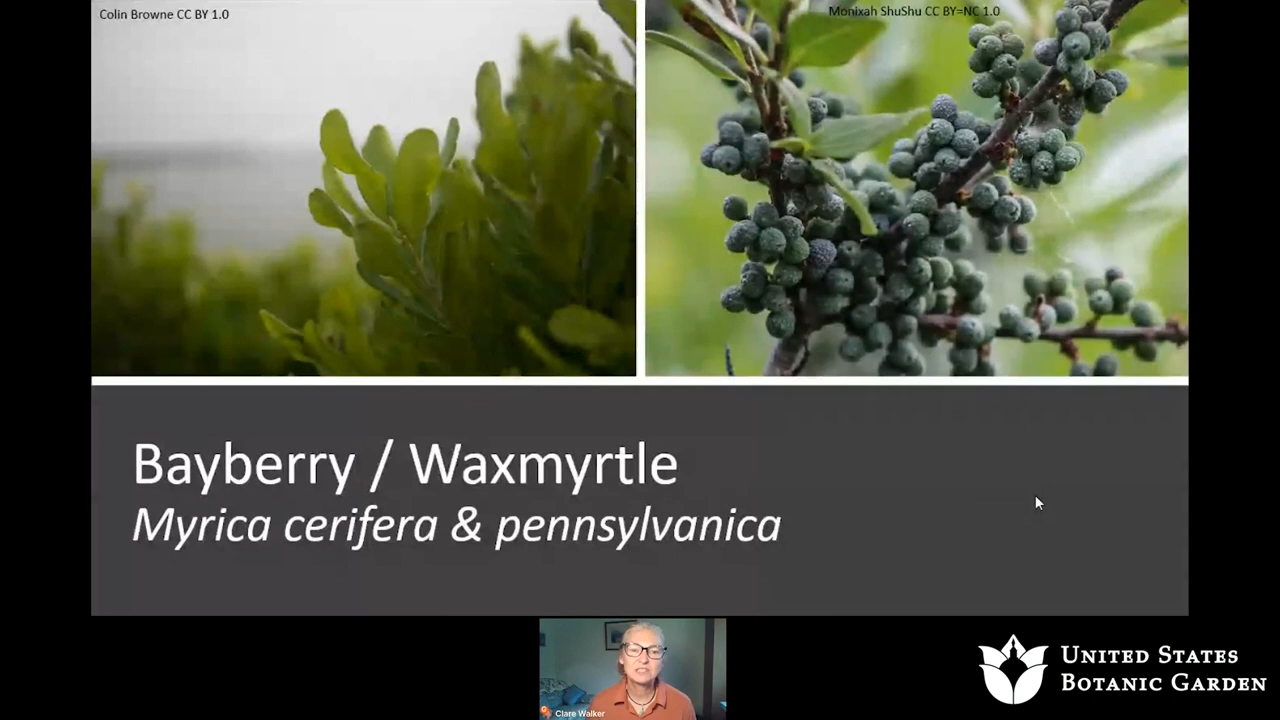 Colin Browne CC BY 1.0
Monixah ShuShu CC BY=NC 1.0
Bayberry / Waxmyrtle
Myrica cerifera & pennsylvanica
Clare Walker
UNITED STATES
BOTANIC GARDEN